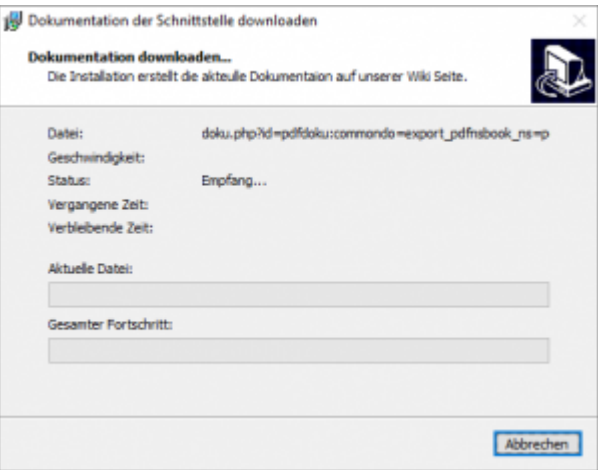 Dokumentation der Schnittstelle downloaden
Dokumentation downloaden...
Die Installation erstellt die akteulle Dokumentaion auf unserer Wiki Seite.
Datei: doku.php?id=pdfdoku:commondo=export_pdfnsbook_ns=p
Geschwindigkeit:
Status: Empfang...
Vergangene Zeit:
Verbleibende Zeit:
Aktuelle Datei:
Gesamter Fortschritt:
Abbrechen